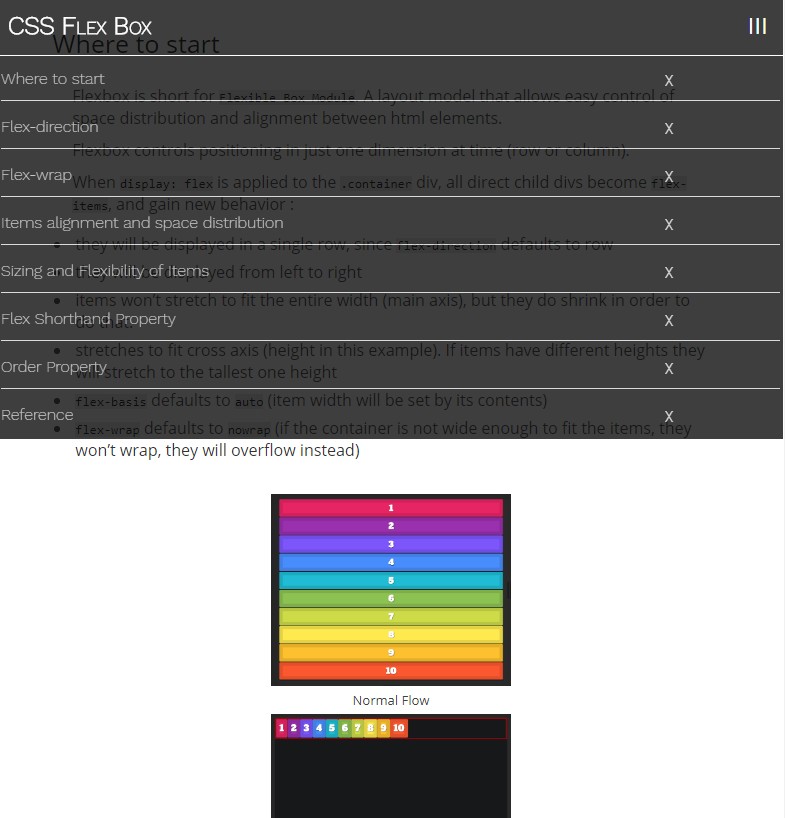 CSS Flex Box
Where to start
Where to start X
Flexbox is short for Flexible Box Module. A layout model that allows easy control of
space distribution and alignment between html elements.
Flex-direction X
Flexbox controls positioning in just one dimension at time (row or column).
Flex-wrap X
When display: flex is applied to the .container div, all direct child divs become flex-
items, and gain new behavior :
Items alignment and space distribution X
they will be displayed in a single row, since flex-direction defaults to row
Sizing and Flexibility of items X
they will be displayed from left to right
items won't stretch to fit the entire width (main axis), but they do shrink in order to
do that.
Flex Shorthand Property X
stretches to fit cross axis (height in this example). If items have different heights they
will stretch to the tallest one height
Order Property X
flex-basis defaults to auto (item width will be set by its contents)
Reference X
flex-wrap defaults to nowrap (if the container is not wide enough to fit the items, they
won't wrap, they will overflow instead)
1
2
3
4
5
6
7
8
9
10
Normal Flow
1 2 3 4 5 6 7 8 9 10